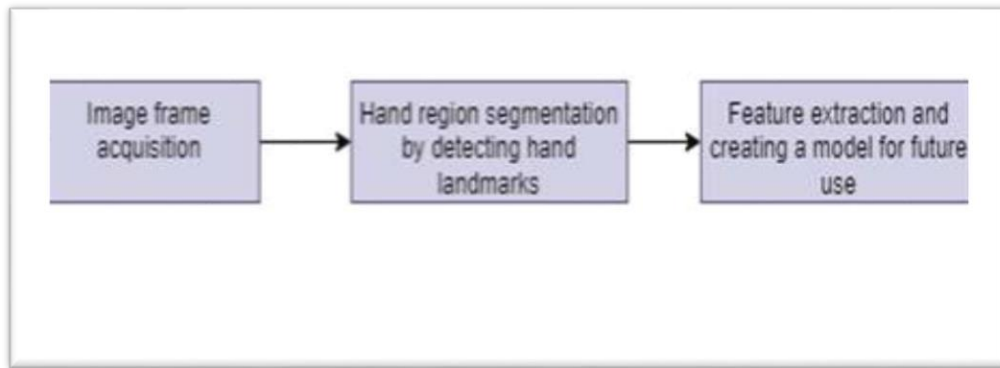 Image frame
acquisition
Hand region segmentation
by detecting hand
landmarks
Feature extraction and
creating a model for future
use